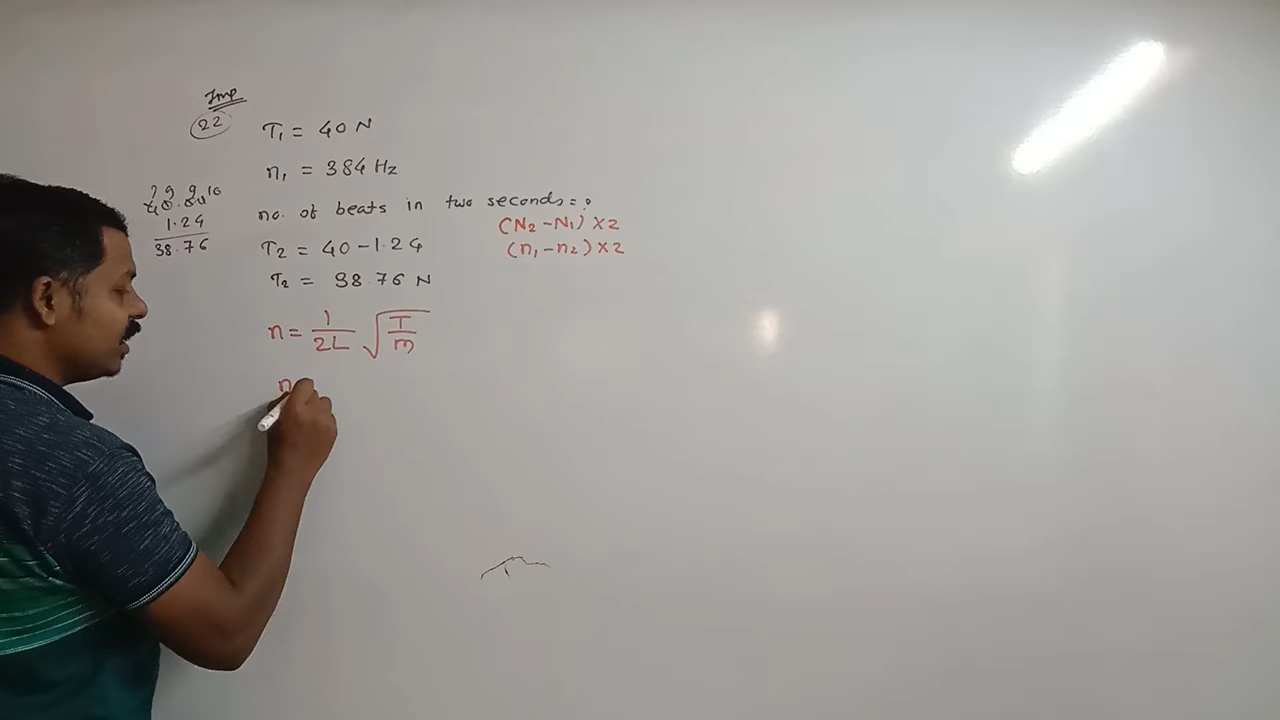 Imp
22
T₁ = 40 N
n₁ = 384 Hz
no. of beats in two seconds = ?
(N₂ - N₁) × 2
(n₁ - n₂) × 2
T₂ = 40 - 1.24
T₂ = 38.76 N
n = 1/2L √T/m
n
1.24
38.76